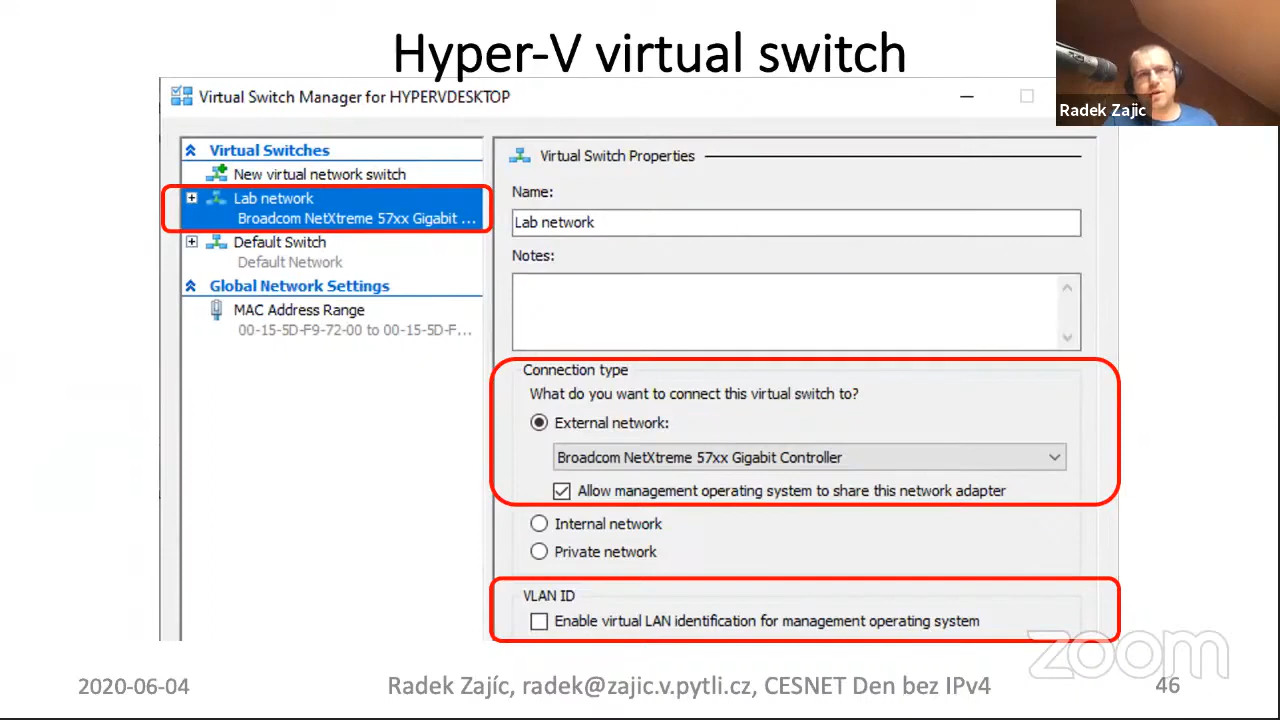 Hyper-V virtual switch
Radek Zajic
Virtual Switch Manager for HYPERVDESKTOP
Virtual Switches
New virtual network switch
Lab network
Broadcom NetXtreme 57xx Gigabit ...
Default Switch
Default Network
Global Network Settings
MAC Address Range
00-15-5D-F9-72-00 to 00-15-5D-F...
Virtual Switch Properties
Name:
Lab network
Notes:
Connection type
What do you want to connect this virtual switch to?
External network:
Broadcom NetXtreme 57xx Gigabit Controller
Allow management operating system to share this network adapter
Internal network
Private network
VLAN ID
Enable virtual LAN identification for management operating system
zoom
2020-06-04
Radek Zajíc, radek@zajic.v.pytli.cz, CESNET Den bez IPv4
46